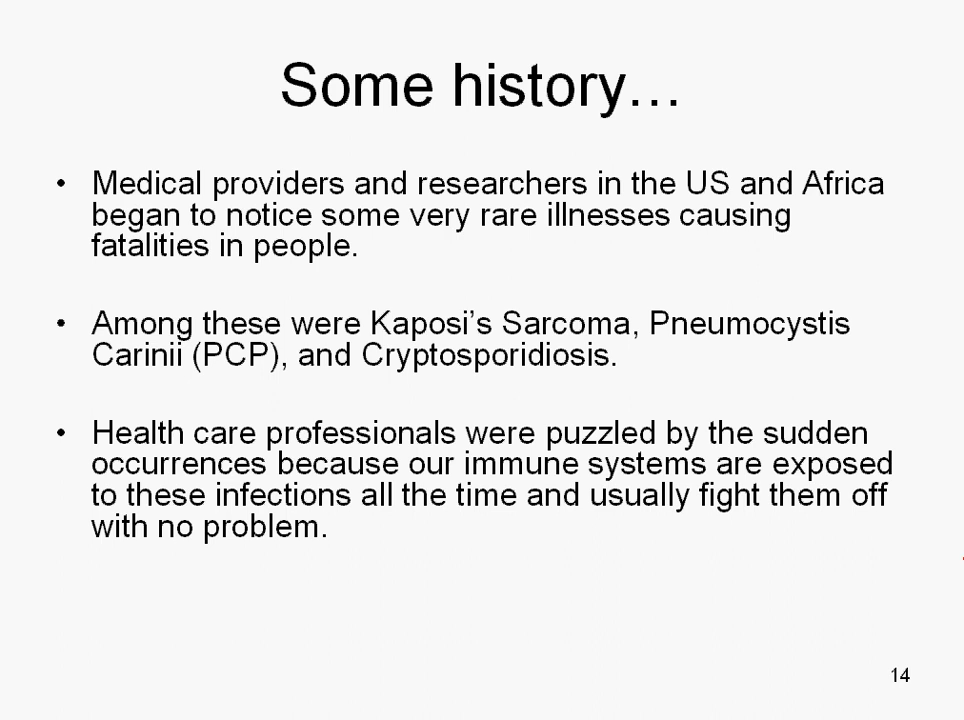 Some history…
• Medical providers and researchers in the US and Africa
began to notice some very rare illnesses causing
fatalities in people.
• Among these were Kaposi's Sarcoma, Pneumocystis
Carinii (PCP), and Cryptosporidiosis.
• Health care professionals were puzzled by the sudden
occurrences because our immune systems are exposed
to these infections all the time and usually fight them off
with no problem.
14